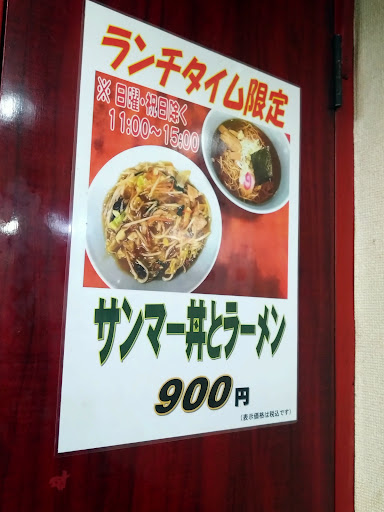 ランチタイム限定
※ 日曜・祝日除く
11:00～15:00
サンマー丼とラーメン
900円
(表示価格は税込です)